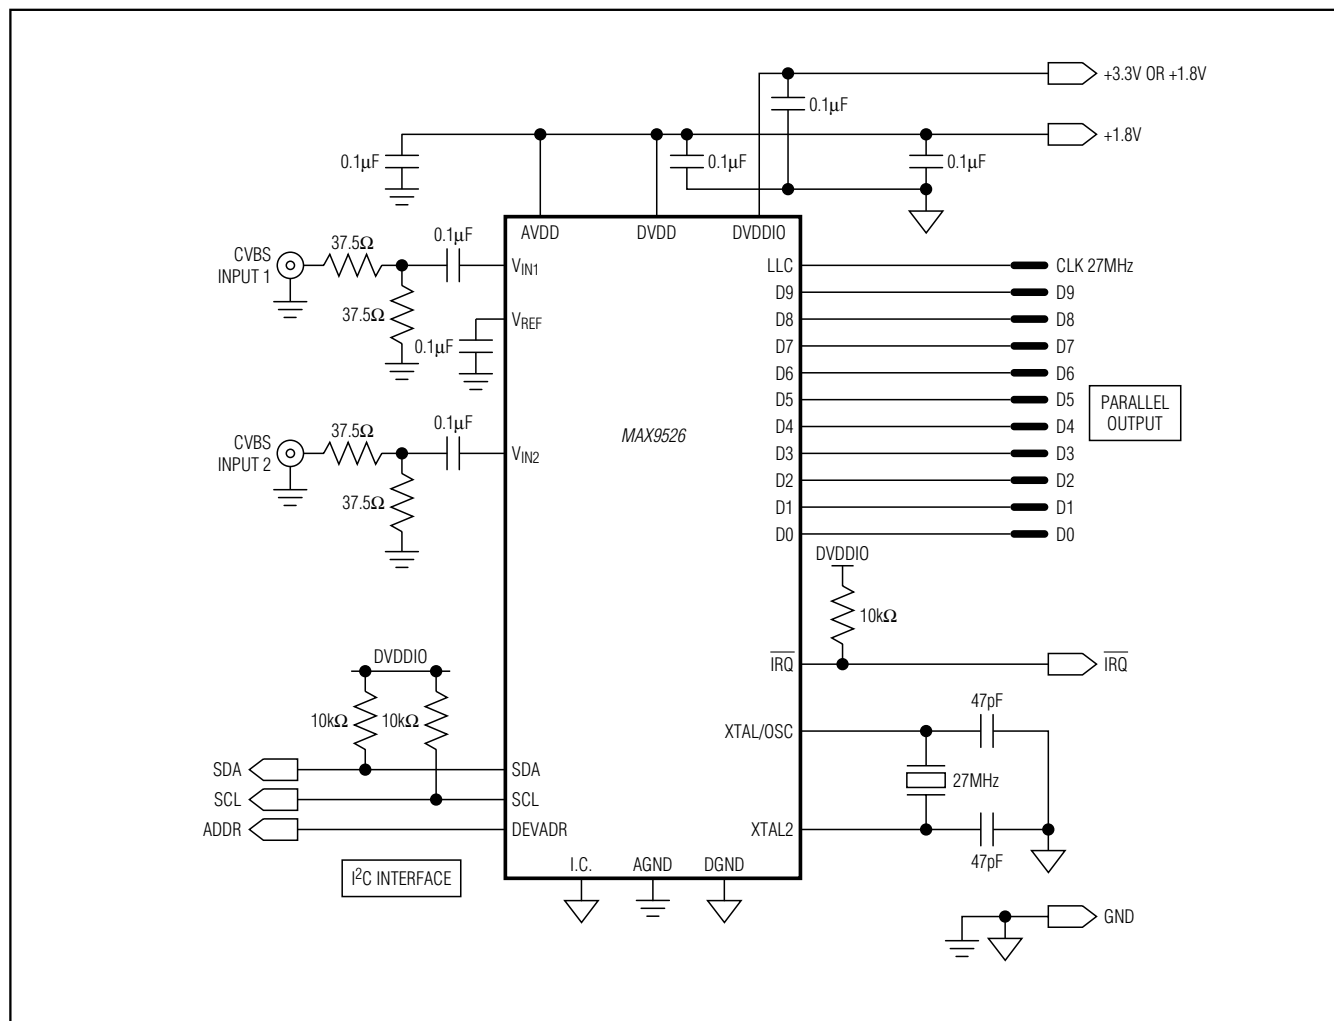 +3.3V OR +1.8V
0.1µF
+1.8V
0.1µF
0.1µF
0.1µF
AVDD
DVDD
DVDDIO
CVBS
INPUT 1
37.5Ω
0.1µF
VIN1
37.5Ω
VREF
0.1µF
CVBS
INPUT 2
37.5Ω
0.1µF
VIN2
37.5Ω
MAX9526
LLC
CLK 27MHz
D9
D9
D8
D8
D7
D7
D6
D6
D5
D5
D4
D4
D3
D3
D2
D2
D1
D1
D0
D0
PARALLEL
OUTPUT
DVDDIO
10kΩ
IRQ
IRQ
DVDDIO
10kΩ
10kΩ
SDA
SDA
SCL
SCL
ADDR
DEVADR
I²C INTERFACE
XTAL/OSC
47pF
27MHz
XTAL2
47pF
I.C.
AGND
DGND
GND